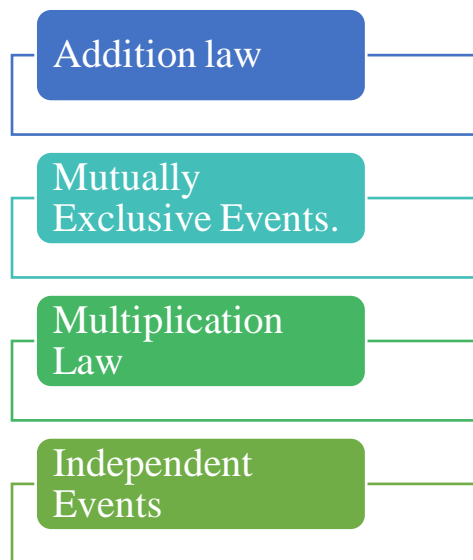 Addition law
Mutually
Exclusive Events.
Multiplication
Law
Independent
Events